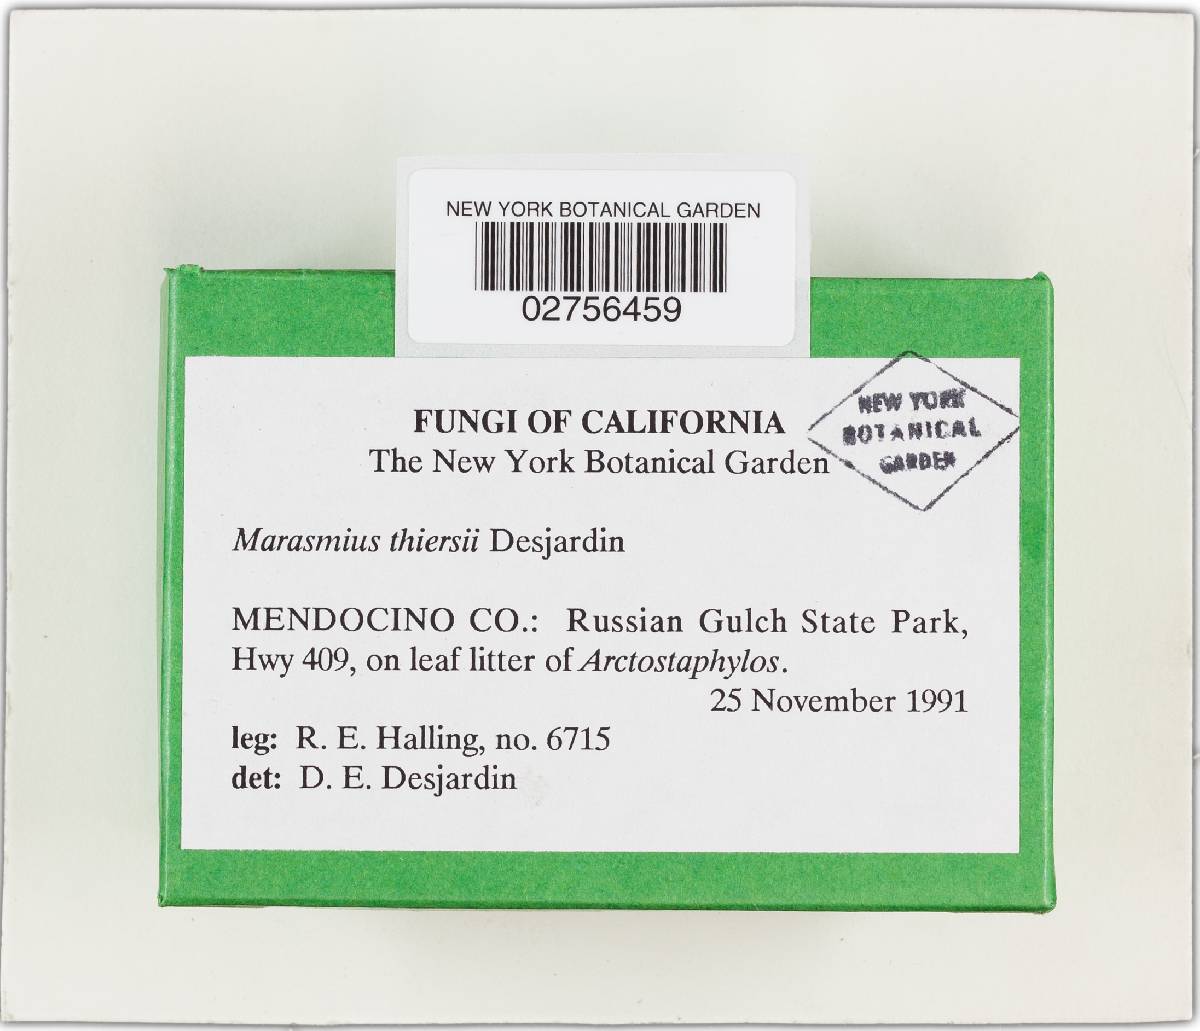 NEW YORK BOTANICAL GARDEN
02756459
FUNGI OF CALIFORNIA
The New York Botanical Garden
NEW YORK
BOTANICAL
GARDEN
Marasmius thiersii Desjardin
MENDOCINO CO.: Russian Gulch State Park,
Hwy 409, on leaf litter of Arctostaphylos.
25 November 1991
leg: R. E. Halling, no. 6715
det: D. E. Desjardin